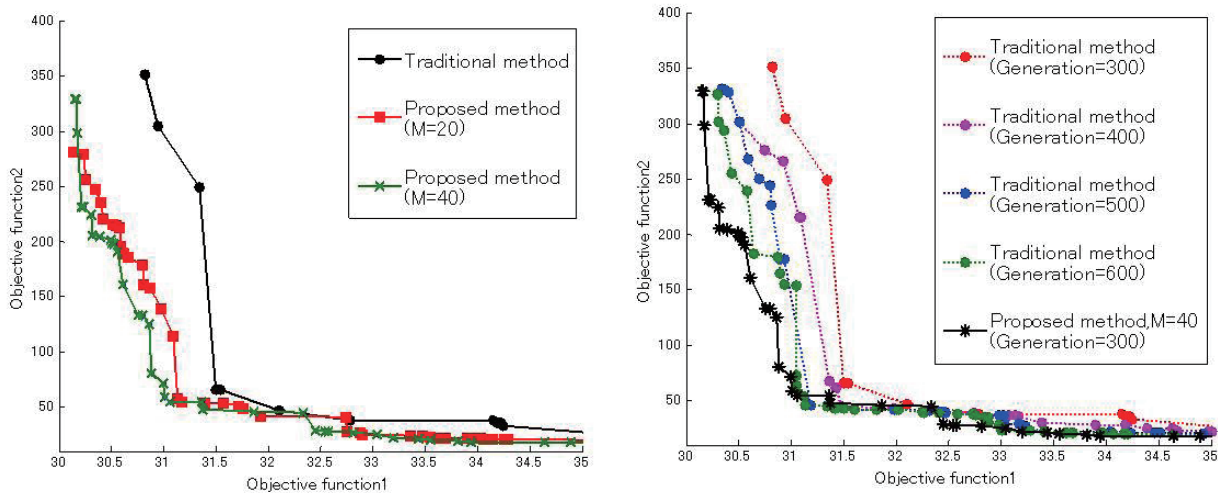 400
350
300
250
200
150
100
50
Objective function2
30
30.5
31
31.5
32
32.5
33
33.5
34
34.5
35
Objective function1
Traditional method
Proposed method
(M=20)
Proposed method
(M=40)
400
350
300
250
200
150
100
50
Objective function2
30
30.5
31
31.5
32
32.5
33
33.5
34
34.5
35
Objective function1
Traditional method
(Generation=300)
Traditional method
(Generation=400)
Traditional method
(Generation=500)
Traditional method
(Generation=600)
Proposed method,M=40
(Generation=300)